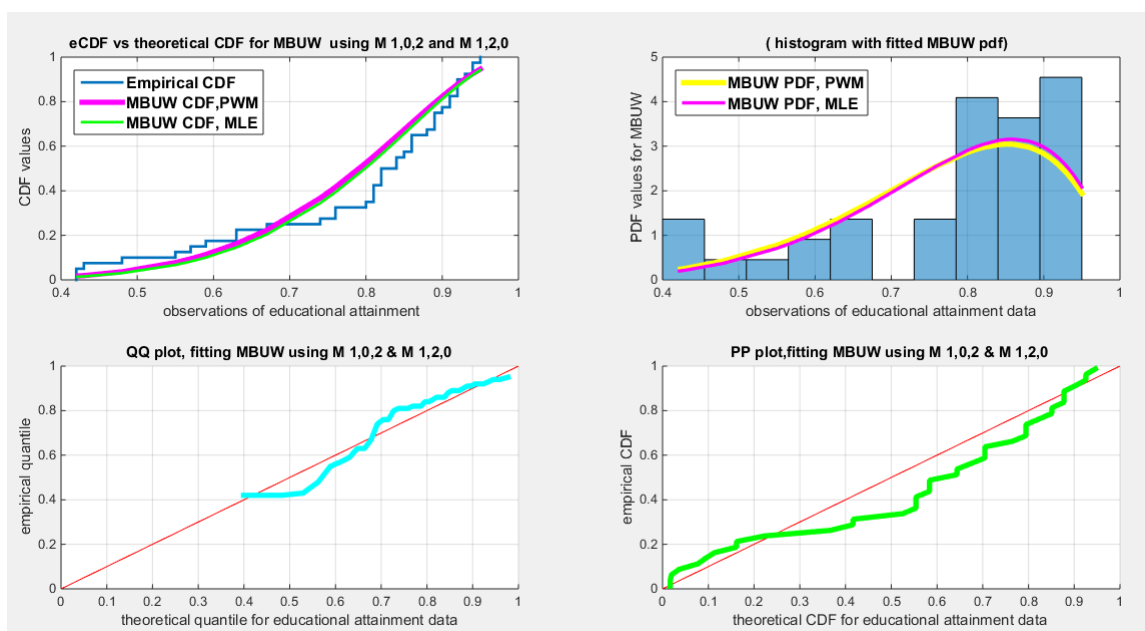 eCDF vs theoretical CDF for MBUW  using M 1,0,2 and M 1,2,0
Empirical CDF
MBUW CDF,PWM
MBUW CDF, MLE
CDF values
1
0.8
0.6
0.4
0.2
0
0.4 0.5 0.6 0.7 0.8 0.9 1
observations of educational attainment
( histogram with fitted MBUW pdf)
MBUW PDF, PWM
MBUW PDF, MLE
PDF values for MBUW
5
4
3
2
1
0
0.4 0.5 0.6 0.7 0.8 0.9 1
observations of educational attainment data
QQ plot, fitting MBUW using M 1,0,2 & M 1,2,0
empirical quantile
1
0.8
0.6
0.4
0.2
0
0 0.1 0.2 0.3 0.4 0.5 0.6 0.7 0.8 0.9 1
theoretical quantile for educational attainment data
PP plot,fitting MBUW using M 1,0,2 & M 1,2,0
empirical CDF
1
0.8
0.6
0.4
0.2
0
0 0.1 0.2 0.3 0.4 0.5 0.6 0.7 0.8 0.9 1
theoretical CDF for educational attainment data